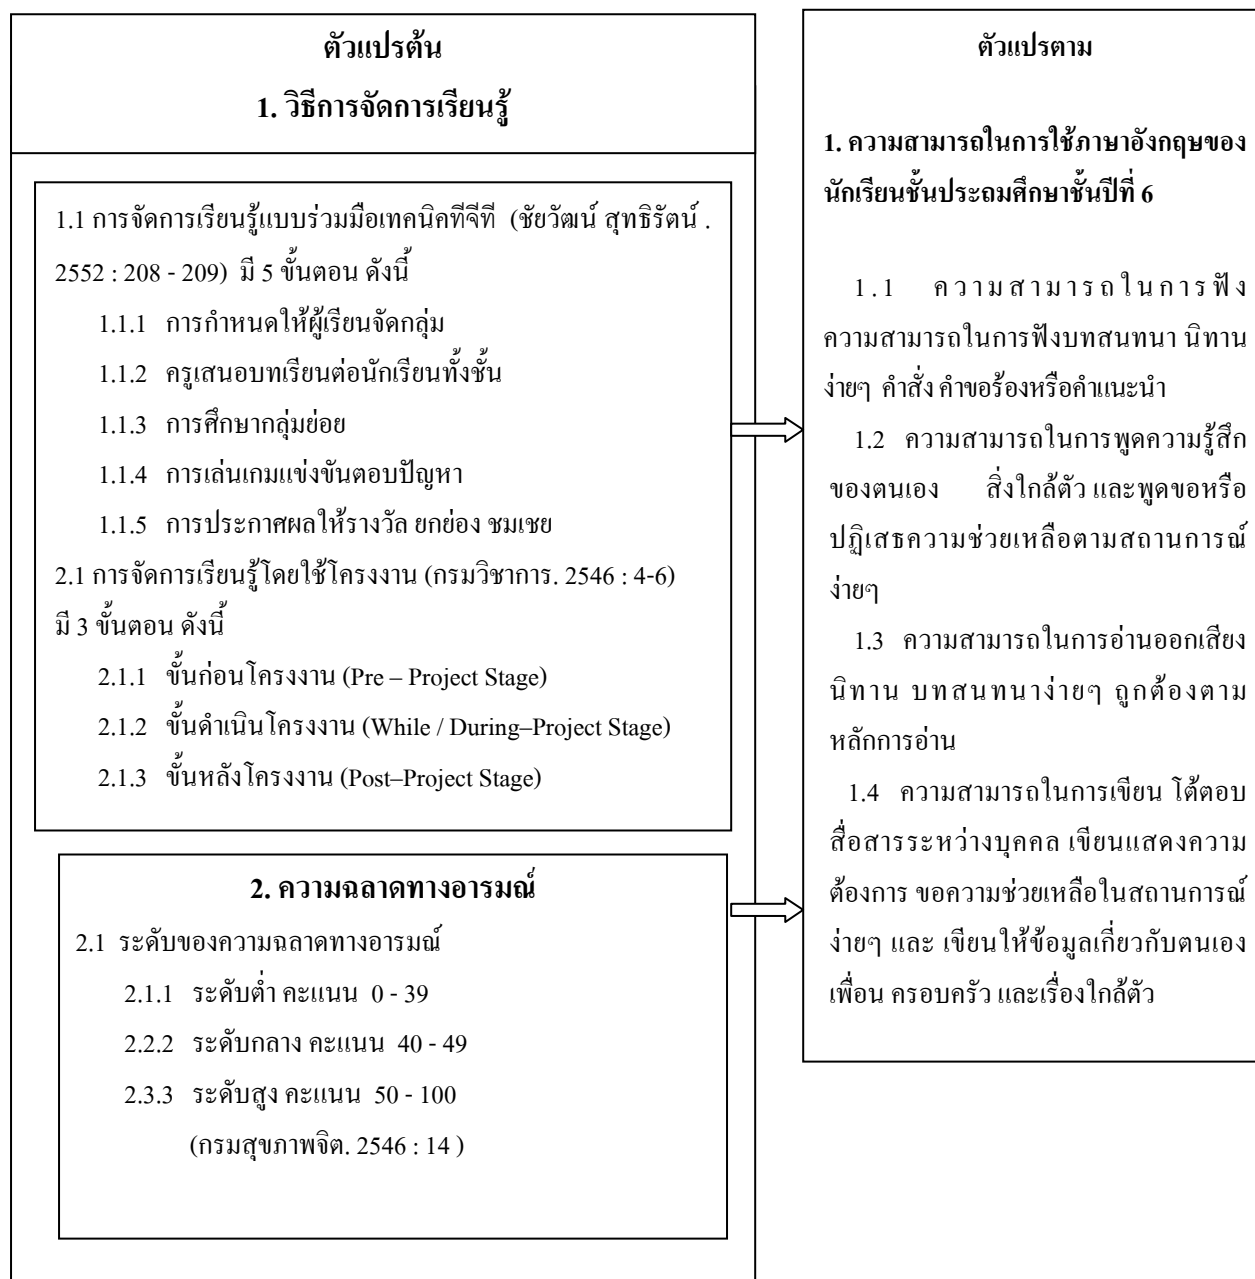 ตัวแปรต้น
1. วิธีการจัดการเรียนรู้
1.1 การจัดการเรียนรู้แบบร่วมมือเทคนิคทีจีที (ชัยวัฒน์ สุทธิรัตน์ .
2552 : 208 - 209) มี 5 ขั้นตอน ดังนี้
1.1.1 การกำหนดให้ผู้เรียนจัดกลุ่ม
1.1.2 ครูเสนอบทเรียนต่อนักเรียนทั้งชั้น
1.1.3 การศึกษากลุ่มย่อย
1.1.4 การเล่นเกมแข่งขันตอบปัญหา
1.1.5 การประกาศผลให้รางวัล ยกย่อง ชมเชย
2.1 การจัดการเรียนรู้โดยใช้โครงงาน (กรมวิชาการ. 2546 : 4-6)
มี 3 ขั้นตอน ดังนี้
2.1.1 ขั้นก่อนโครงงาน (Pre – Project Stage)
2.1.2 ขั้นดำเนินโครงงาน (While / During–Project Stage)
2.1.3 ขั้นหลังโครงงาน (Post–Project Stage)
2. ความฉลาดทางอารมณ์
2.1 ระดับของความฉลาดทางอารมณ์
2.1.1 ระดับต่ำ คะแนน 0 - 39
2.2.2 ระดับกลาง คะแนน 40 - 49
2.3.3 ระดับสูง คะแนน 50 - 100
(กรมสุขภาพจิต. 2546 : 14 )
ตัวแปรตาม
1. ความสามารถในการใช้ภาษาอังกฤษของ
นักเรียนชั้นประถมศึกษาชั้นปีที่ 6
1.1 ความสามารถในการฟัง
ความสามารถในการฟังบทสนทนา นิทาน
ง่ายๆ คำสั่ง คำขอร้องหรือคำแนะนำ
1.2 ความสามารถในการพูดความรู้สึก
ของตนเอง สิ่งใกล้ตัว และพูดขอหรือ
ปฏิเสธความช่วยเหลือตามสถานการณ์
ง่ายๆ
1.3 ความสามารถในการอ่านออกเสียง
นิทาน บทสนทนาง่ายๆ ถูกต้องตาม
หลักการอ่าน
1.4 ความสามารถในการเขียน โต้ตอบ
สื่อสารระหว่างบุคคล เขียนแสดงความ
ต้องการ ขอความช่วยเหลือในสถานการณ์
ง่ายๆ และ เขียนให้ข้อมูลเกี่ยวกับตนเอง
เพื่อน ครอบครัว และเรื่องใกล้ตัว